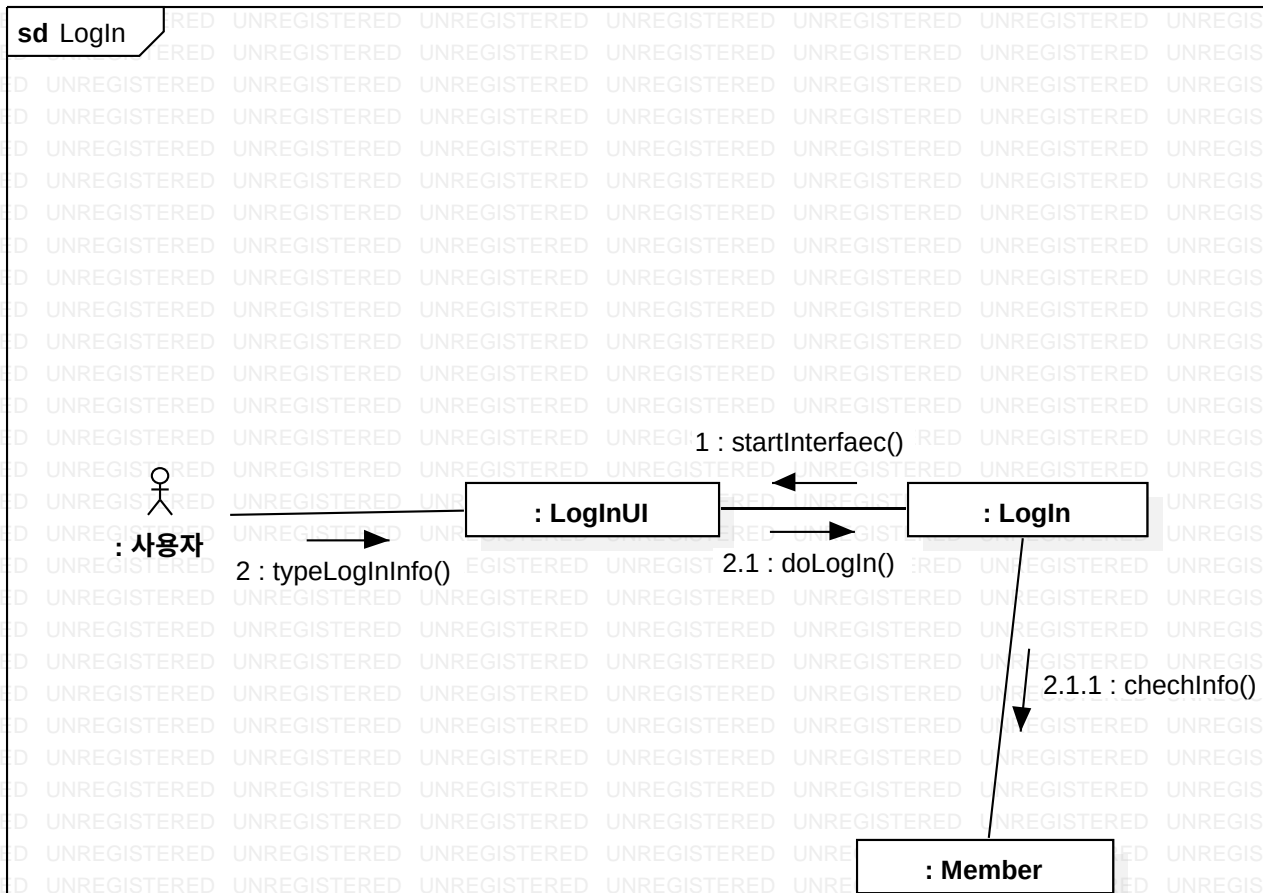 sd LogIn
1 : startInterfaec()
: LogInUI
: LogIn
: 사용자
2 : typeLogInInfo()
2.1 : doLogIn()
2.1.1 : chechInfo()
: Member
UNREGISTERED